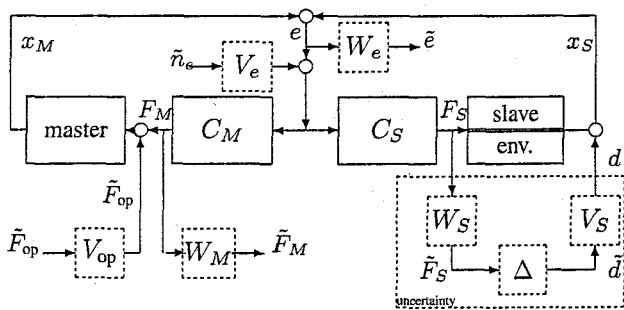 x_M e W_e ẽ x_S
ñ_e V_e
F_M F_S
master C_M C_S slave
env.
F̃_op d
W_S V_S
F̃_op V_op W_M F̃_M
F̃_S Δ d̃
uncertainty